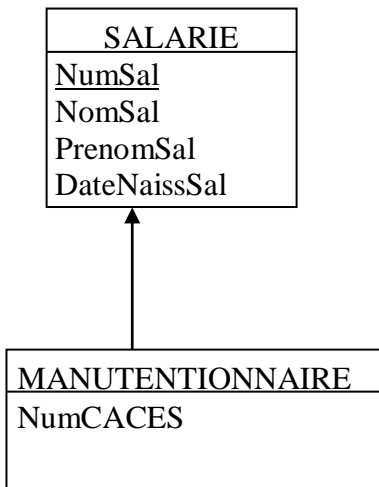 SALARIE
NumSal
NomSal
PrenomSal
DateNaissSal
MANUTENTIONNAIRE
NumCACES